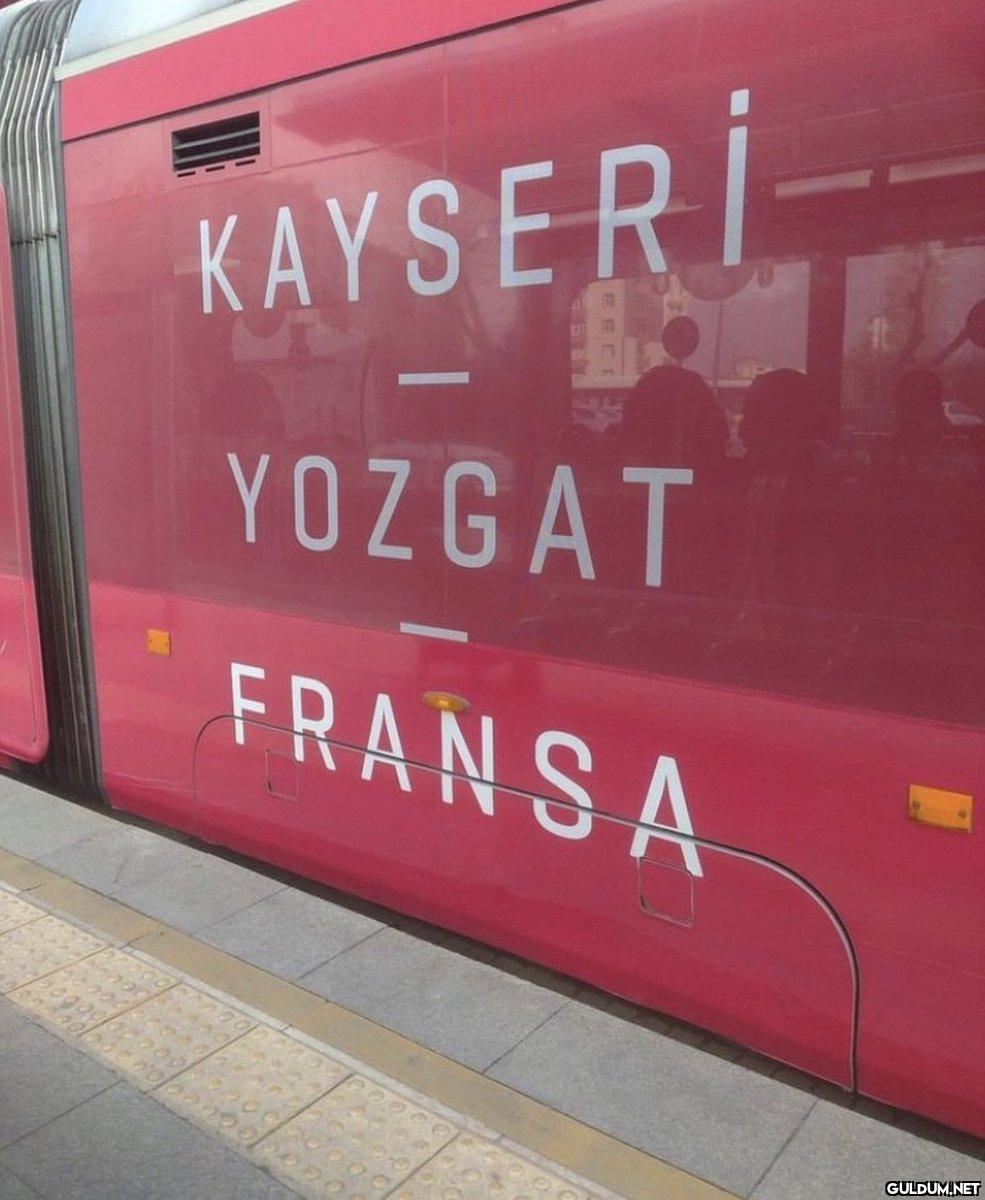 KAYSERİ
–
YOZGAT
–
FRANSA
GULDUM.NET